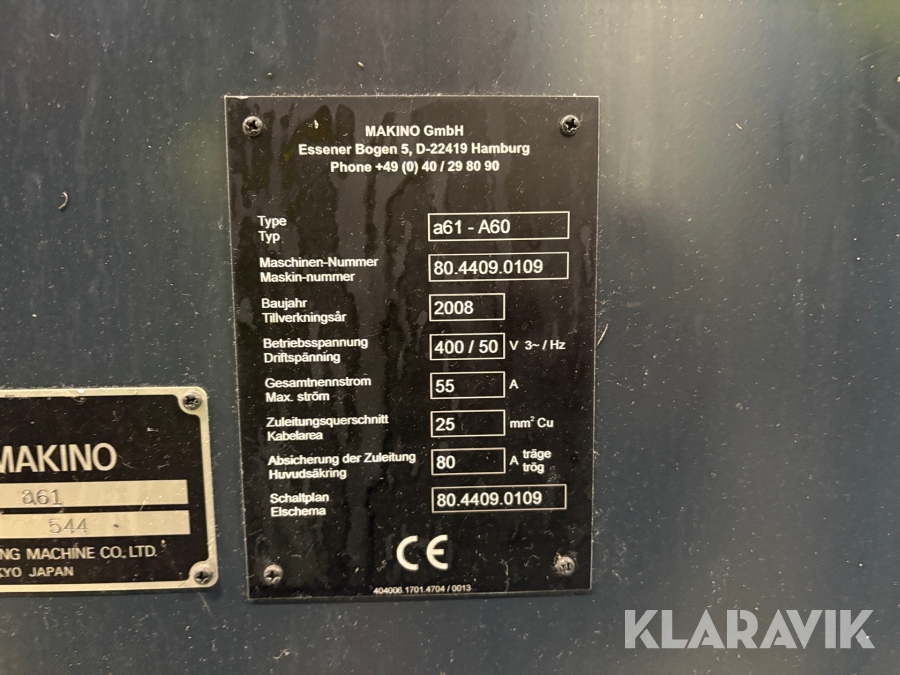 MAKINO GmbH
Essener Bogen 5, D-22419 Hamburg
Phone +49 (0) 40 / 29 80 90
Type
Typ
a61 - A60
Maschinen-Nummer
Maskin-nummer
80.4409.0109
Baujahr
Tillverkningsår
2008
Betriebsspannung
Driftspänning
400 / 50 V 3~ / Hz
Gesamtnennstrom
Max. ström
55 A
Zuleitungsquerschnitt
Kabelarea
25 mm² Cu
Absicherung der Zuleitung
Huvudsäkring
80 A träge
trög
Schaltplan
Elschema
80.4409.0109
CE
404006.1701.4704 / 0013
MAKINO
a61
544
NG MACHINE CO., LTD.
KYO JAPAN
KLARAVIK